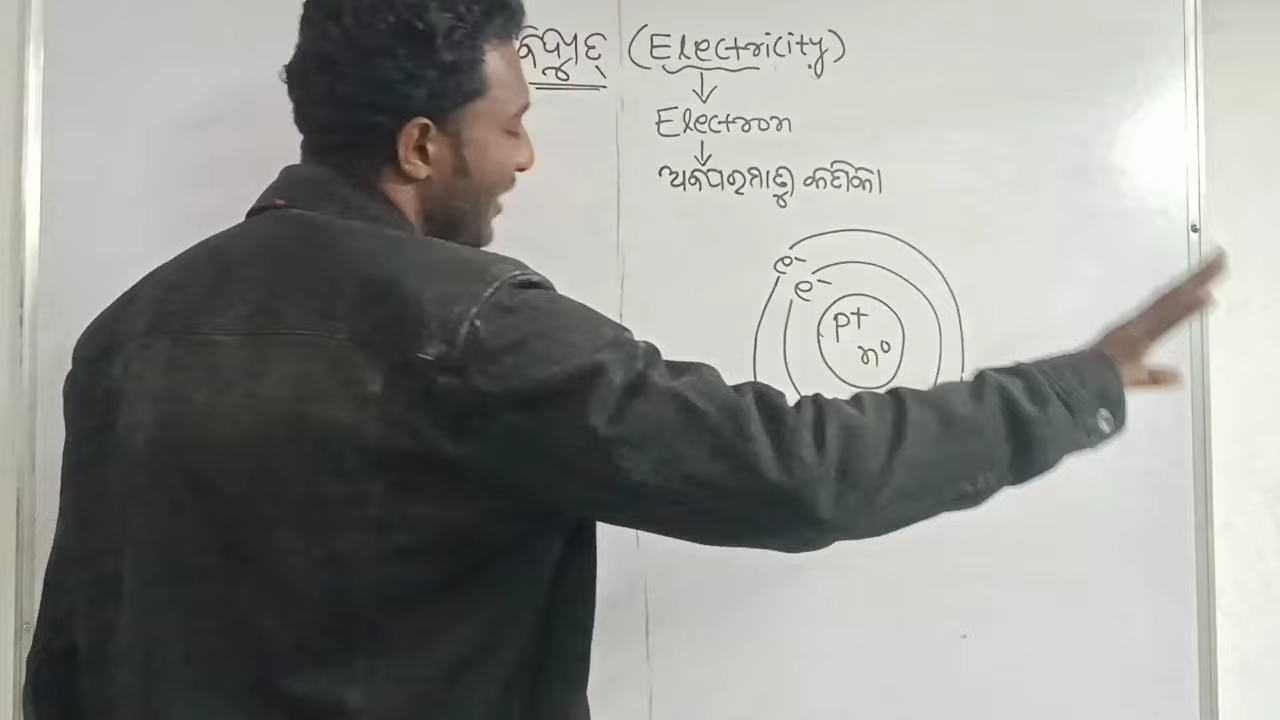 (Electricity)
↓
Electron
↓
ଅବପରମାଣୁ କଣିକା
e⁻
e⁻
p⁺
n⁰